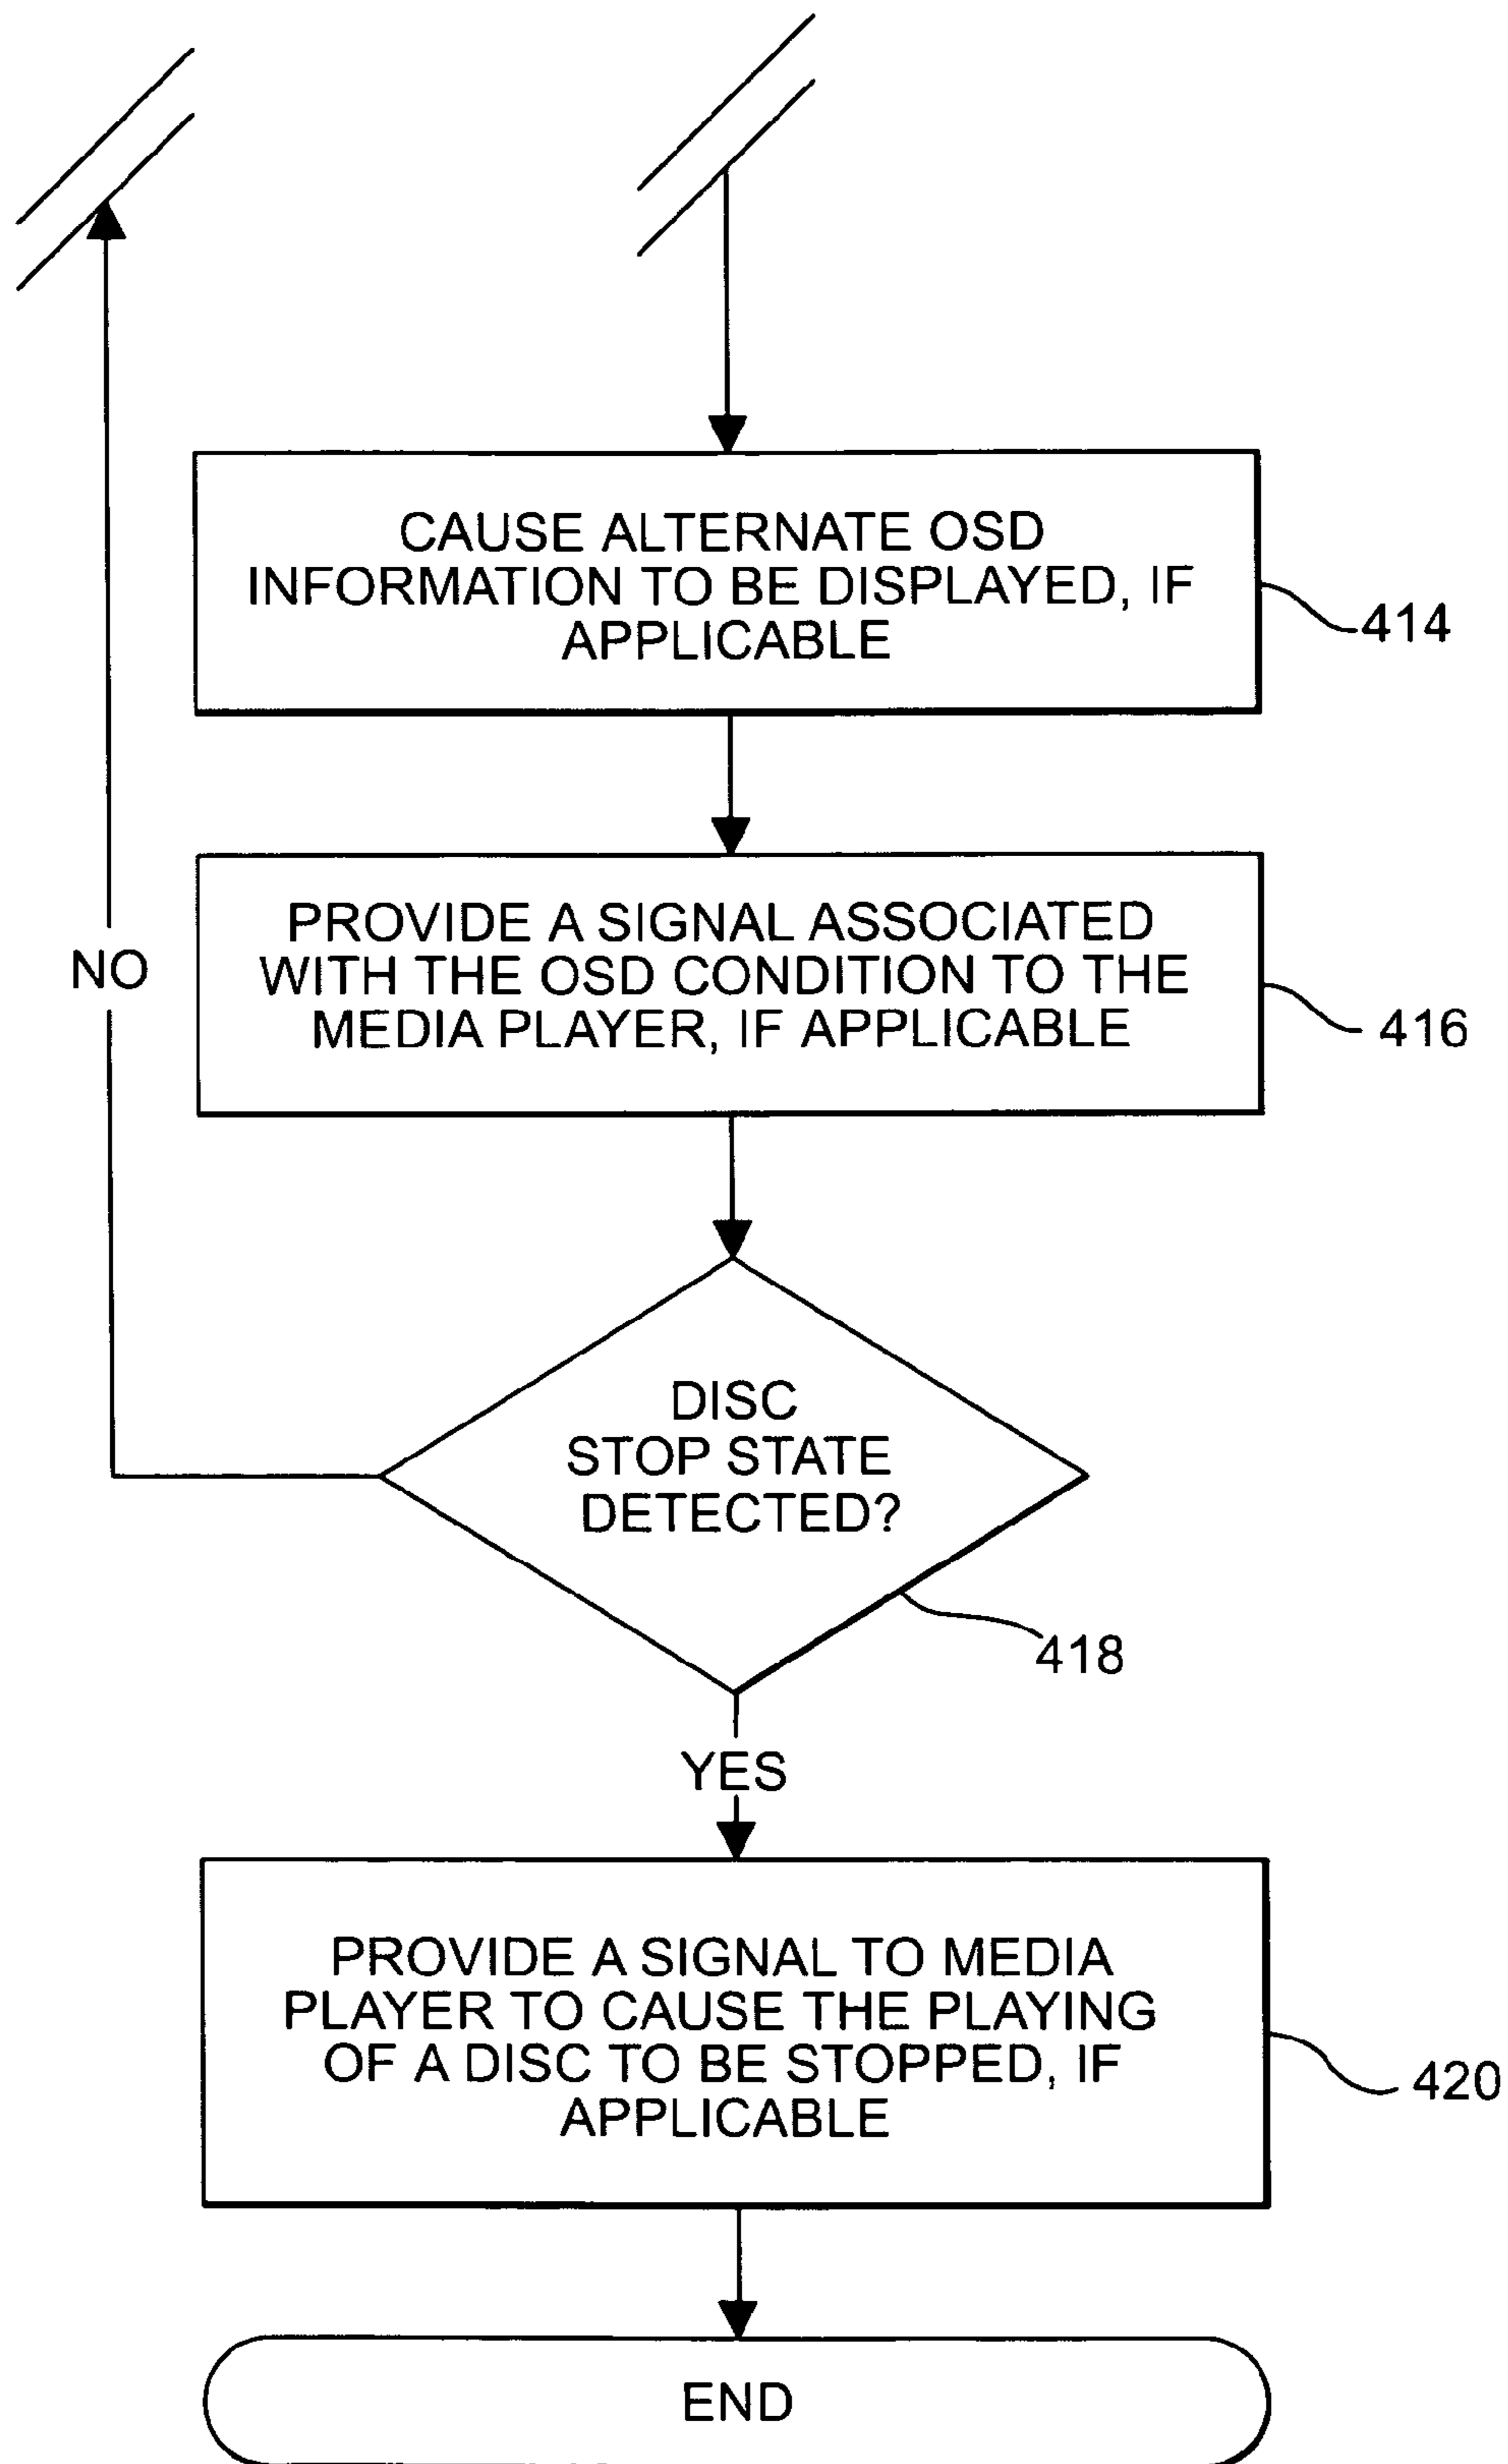 CAUSE ALTERNATE OSD
INFORMATION TO BE DISPLAYED, IF
APPLICABLE
414
PROVIDE A SIGNAL ASSOCIATED
WITH THE OSD CONDITION TO THE
MEDIA PLAYER, IF APPLICABLE
416
NO
DISC
STOP STATE
DETECTED?
418
YES
PROVIDE A SIGNAL TO MEDIA
PLAYER TO CAUSE THE PLAYING
OF A DISC TO BE STOPPED, IF
APPLICABLE
420
END